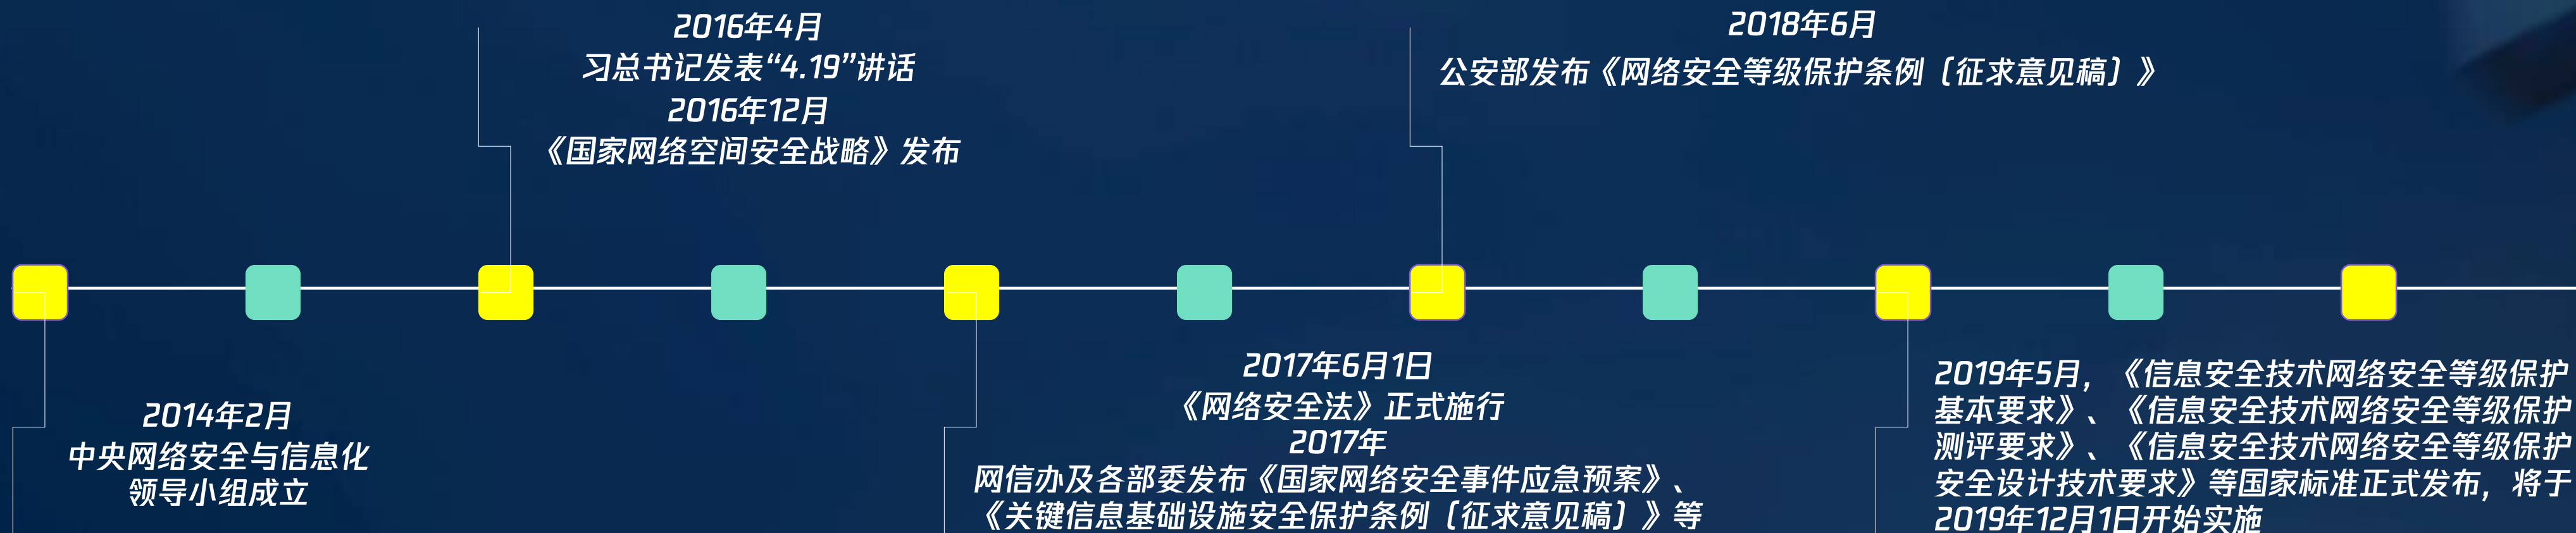 2016年4月
习总书记发表“4.19”讲话
2016年12月
《国家网络空间安全战略》发布
2018年6月
公安部发布《网络安全等级保护条例（征求意见稿）》
2014年2月
中央网络安全与信息化
领导小组成立
2017年6月1日
《网络安全法》正式施行
2017年
网信办及各部委发布《国家网络安全事件应急预案》、
《关键信息基础设施安全保护条例（征求意见稿）》等
2019年5月，《信息安全技术网络安全等级保护
基本要求》、《信息安全技术网络安全等级保护
测评要求》、《信息安全技术网络安全等级保护
安全设计技术要求》等国家标准正式发布，将于
2019年12月1日开始实施